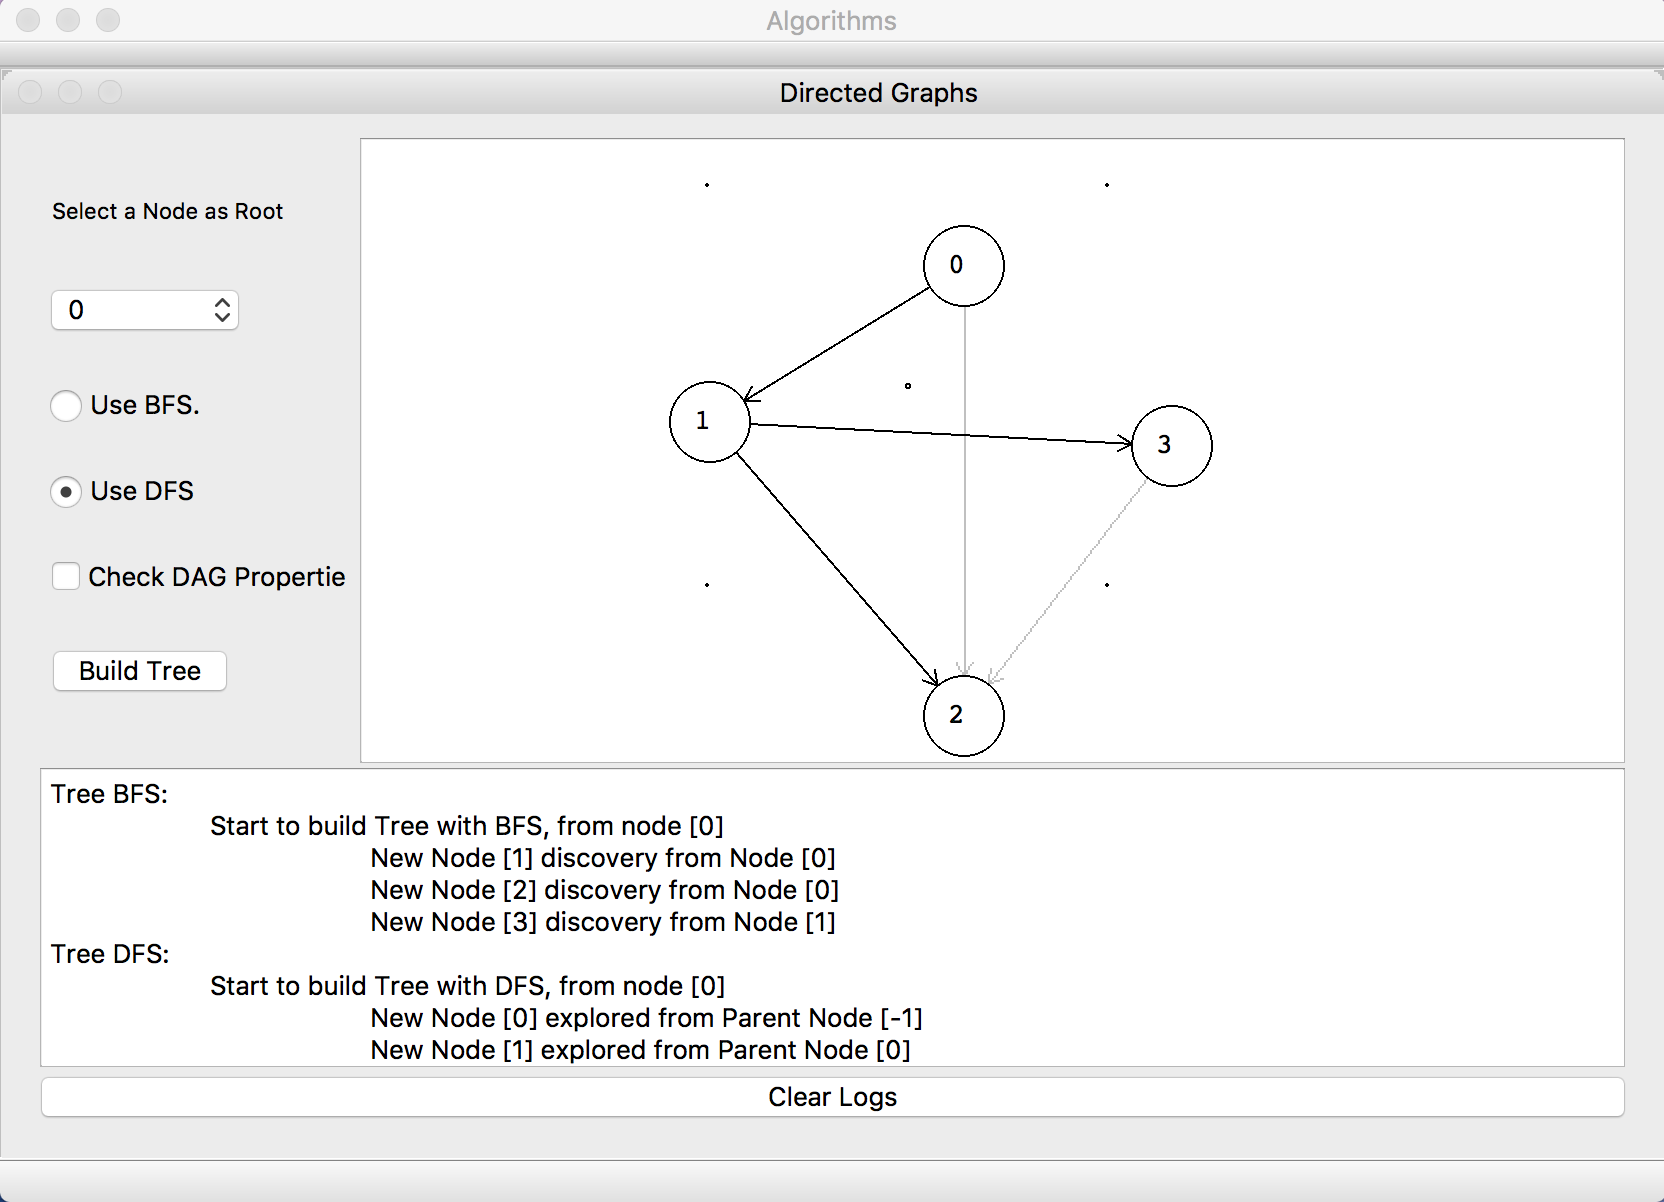 Algorithms
Directed Graphs
Select a Node as Root
0
Use BFS.
Use DFS
Check DAG Propertie
Build Tree
0
1
3
2
Tree BFS:
Start to build Tree with BFS, from node [0]
New Node [1] discovery from Node [0]
New Node [2] discovery from Node [0]
New Node [3] discovery from Node [1]
Tree DFS:
Start to build Tree with DFS, from node [0]
New Node [0] explored from Parent Node [-1]
New Node [1] explored from Parent Node [0]
Clear Logs